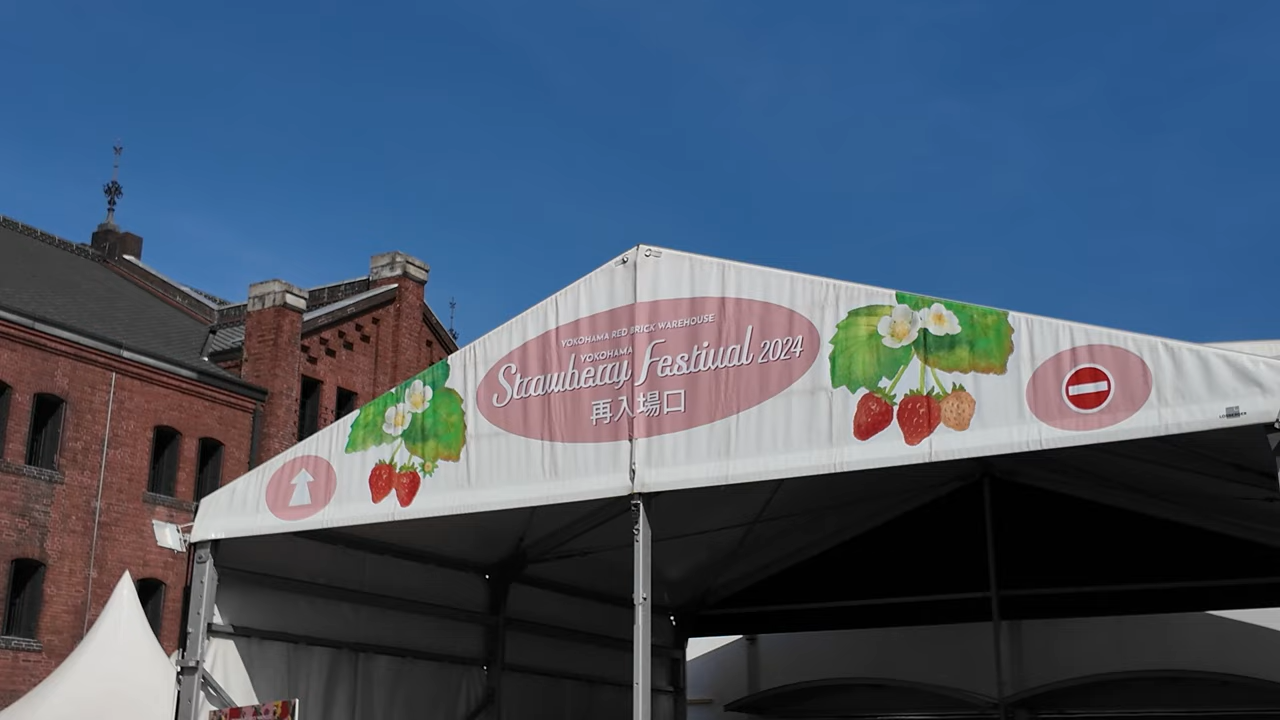 YOKOHAMA RED BRICK WAREHOUSE
YOKOHAMA
Strawberry Festival 2024
再入場口